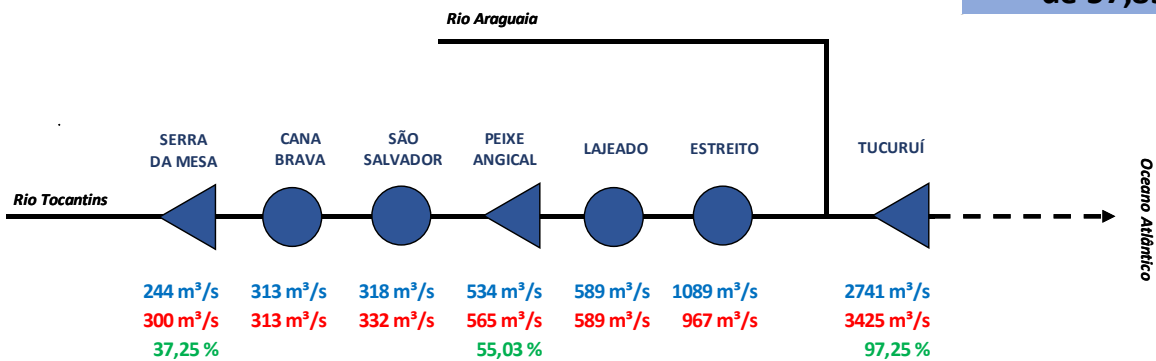 Rio Araguaia
SERRA
DA MESA
CANA
BRAVA
SÃO
SALVADOR
PEIXE
ANGICAL
LAJEADO
ESTREITO
TUCURUÍ
Rio Tocantins
Oceano Atlântico
244 m³/s 313 m³/s 318 m³/s 534 m³/s 589 m³/s 1089 m³/s 2741 m³/s
300 m³/s 313 m³/s 332 m³/s 565 m³/s 589 m³/s 967 m³/s 3425 m³/s
37,25 % 55,03 % 97,25 %